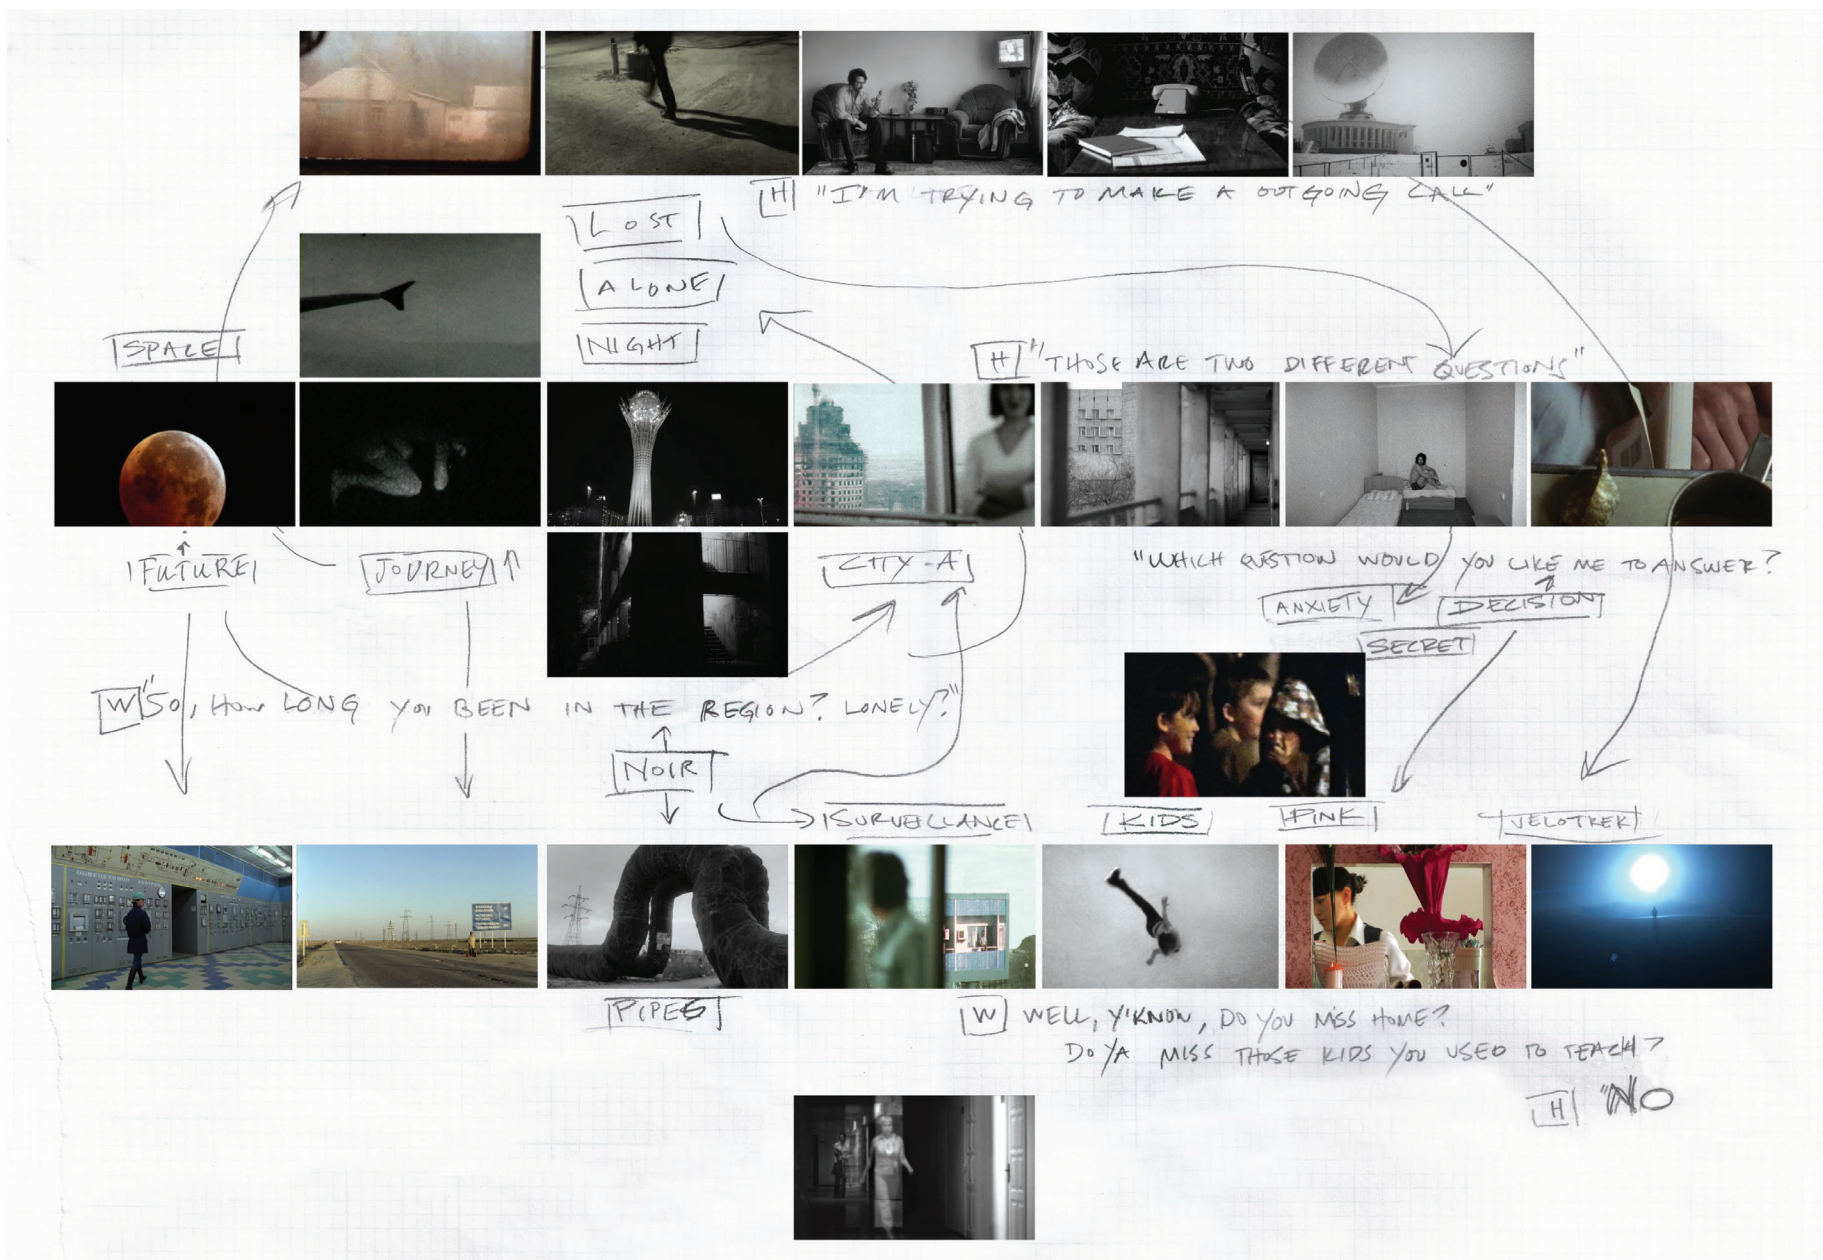 H "I'M TRYING TO MAKE A OUTGOING CALL"
LOST
ALONE
NIGHT
SPACE
H "THOSE ARE TWO DIFFERENT QUESTIONS"
FUTURE
JOURNEY
CITY-A
"WHICH QUESTION WOULD YOU LIKE ME TO ANSWER?
ANXIETY
DECISION
SECRET
W "SO, HOW LONG YOU BEEN IN THE REGION? LONELY?"
NOIR
SURVEILLANCE
KIDS
PINK
VELOTREK
PIPES
W WELL, Y'KNOW, DO YOU MISS HOME?
DO YA MISS THOSE KIDS YOU USED TO TEACH?
H "NO